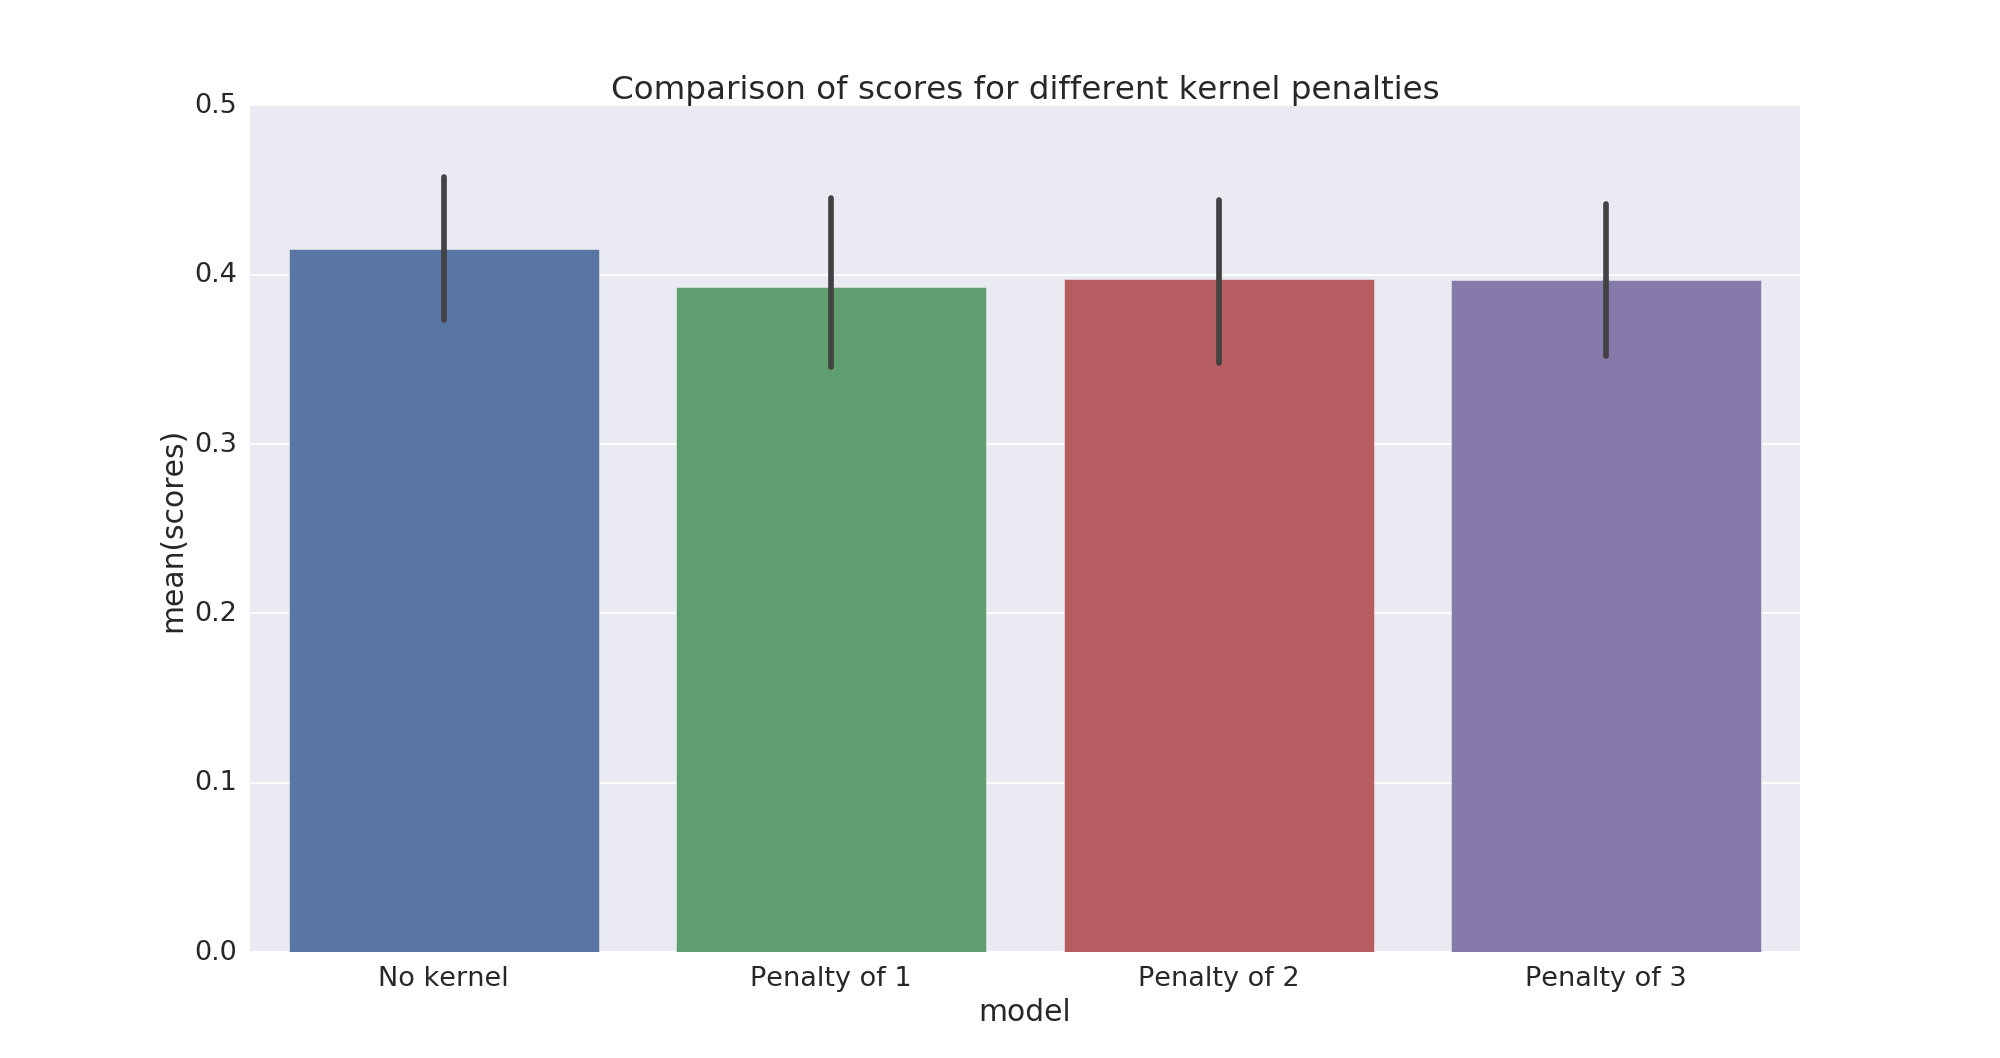 Comparison of scores for different kernel penalties
mean(scores)
0.5
0.4
0.3
0.2
0.1
0.0
No kernel
Penalty of 1
Penalty of 2
Penalty of 3
model